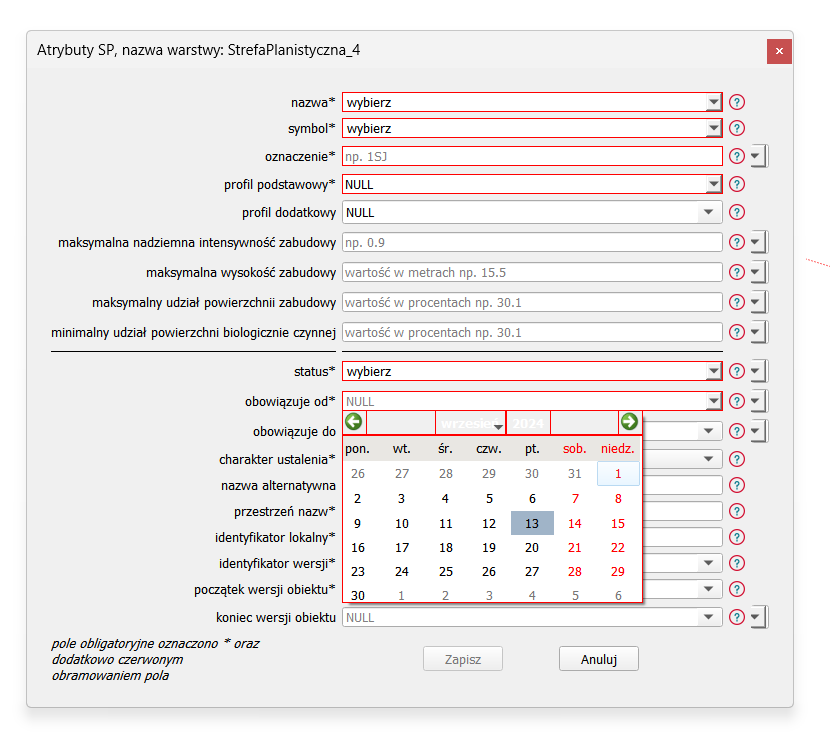 Atrybuty SP, nazwa warstwy: StrefaPlanistyczna_4
nazwa* wybierz ?
symbol* wybierz ?
oznaczenie* np. 1SJ ?
profil podstawowy* NULL ?
profil dodatkowy NULL ?
maksymalna nadziemna intensywność zabudowy np. 0.9 ?
maksymalna wysokość zabudowy wartość w metrach np. 15.5 ?
maksymalny udział powierzchnii zabudowy wartość w procentach np. 30.1 ?
minimalny udział powierzchni biologicznie czynnej wartość w procentach np. 30.1 ?
status* wybierz ?
obowiązuje od* NULL ?
wrzesień 2024
obowiązuje do ?
pon. wt. śr. czw. pt. sob. niedz.
charakter ustalenia* ?
26 27 28 29 30 31 1
nazwa alternatywna ?
2 3 4 5 6 7 8
przestrzeń nazw* ?
9 10 11 12 13 14 15
identyfikator lokalny* ?
16 17 18 19 20 21 22
identyfikator wersji* ?
23 24 25 26 27 28 29
początek wersji obiektu* ?
30 1 2 3 4 5 6
koniec wersji obiektu NULL ?
pole obligatoryjne oznaczono * oraz
dodatkowo czerwonym
obramowaniem pola
Zapisz Anuluj